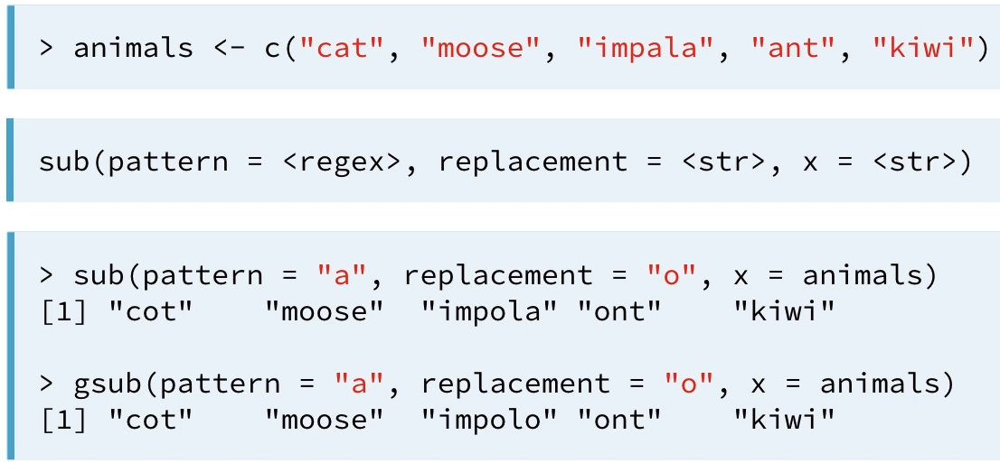 > animals <- c("cat", "moose", "impala", "ant", "kiwi")
sub(pattern = <regex>, replacement = <str>, x = <str>)
> sub(pattern = "a", replacement = "o", x = animals)
[1] "cot"    "moose"  "impola" "ont"    "kiwi"
> gsub(pattern = "a", replacement = "o", x = animals)
[1] "cot"    "moose"  "impolo" "ont"    "kiwi"